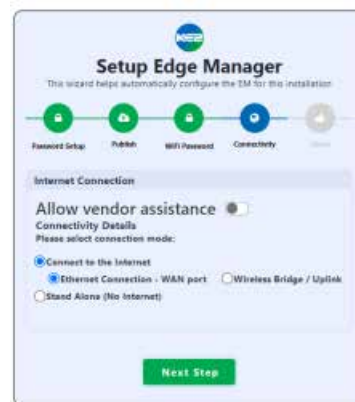 KE2
Setup Edge Manager
This wizard helps automatically configure the EM for this installation
Password Setup
Publish
WiFi Password
Connectivity
Internet Connection
Allow vendor assistance
Connectivity Details
Please select connection mode:
Connect to the Internet
Ethernet Connection - WAN port
Wireless Bridge / Uplink
Stand Alone (No Internet)
Next Step